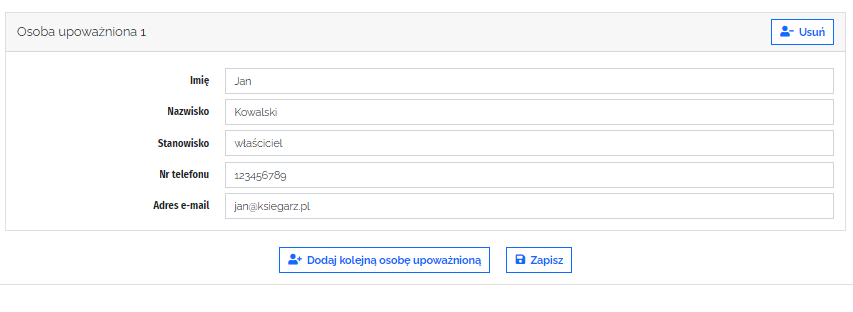 Osoba upoważniona 1
Usuń
Imię Jan
Nazwisko Kowalski
Stanowisko właściciel
Nr telefonu 123456789
Adres e-mail jan@ksiegarz.pl
Dodaj kolejną osobę upoważnioną Zapisz